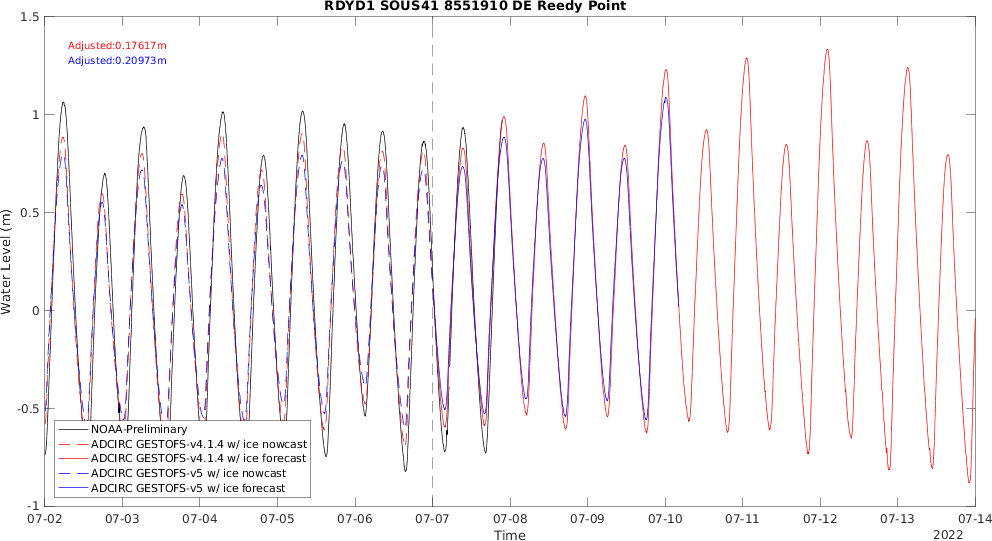 RDYD1 SOUS41 8551910 DE Reedy Point
Adjusted:0.17617m
Adjusted:0.20973m
Water Level (m)
1.5
1
0.5
0
-0.5
-1
NOAA-Preliminary
ADCIRC GESTOFS-v4.1.4 w/ ice nowcast
ADCIRC GESTOFS-v4.1.4 w/ ice forecast
ADCIRC GESTOFS-v5 w/ ice nowcast
ADCIRC GESTOFS-v5 w/ ice forecast
07-02 07-03 07-04 07-05 07-06 07-07 07-08 07-09 07-10 07-11 07-12 07-13 07-14
Time
2022